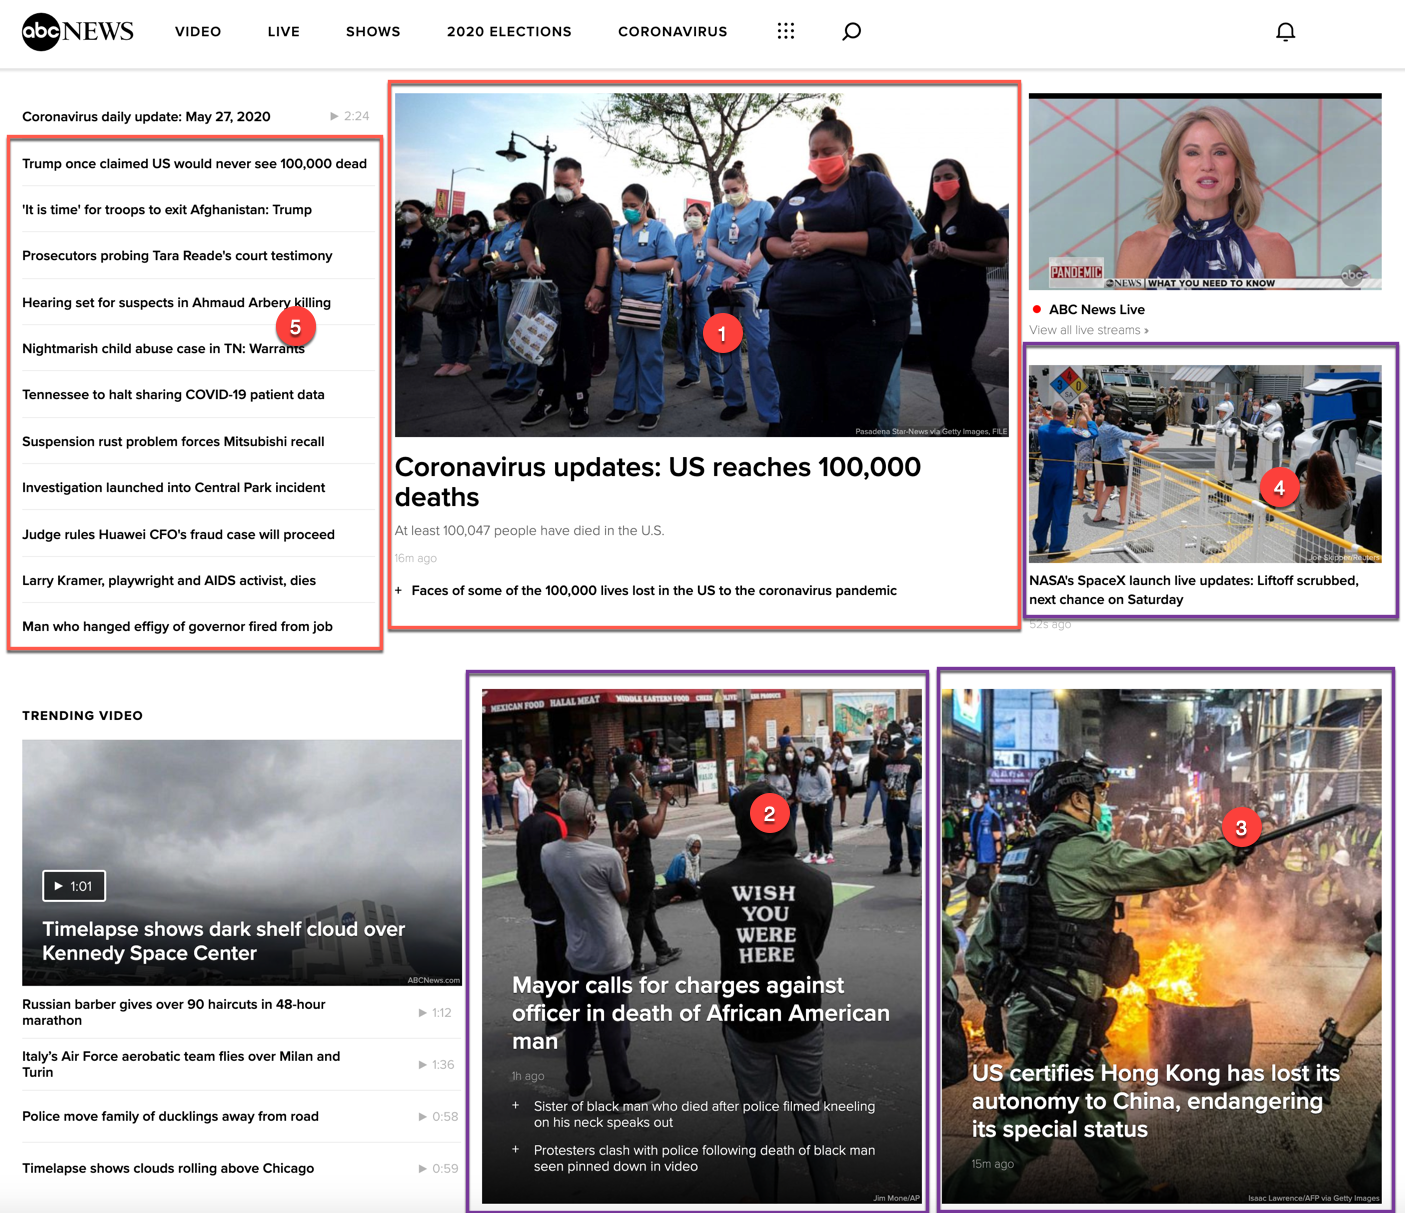 abc NEWS
VIDEO
LIVE
SHOWS
2020 ELECTIONS
CORONAVIRUS
Coronavirus daily update: May 27, 2020
2:24
Trump once claimed US would never see 100,000 dead
'It is time' for troops to exit Afghanistan: Trump
Prosecutors probing Tara Reade's court testimony
Hearing set for suspects in Ahmaud Arbery killing
5
Nightmarish child abuse case in TN: Warrants
Tennessee to halt sharing COVID-19 patient data
Suspension rust problem forces Mitsubishi recall
Investigation launched into Central Park incident
Judge rules Huawei CFO's fraud case will proceed
Larry Kramer, playwright and AIDS activist, dies
Man who hanged effigy of governor fired from job
1
Pasadena Star-News via Getty Images, FILE
Coronavirus updates: US reaches 100,000
deaths
At least 100,047 people have died in the U.S.
16m ago
+ Faces of some of the 100,000 lives lost in the US to the coronavirus pandemic
PANDEMIC
abc
abc NEWS WHAT YOU NEED TO KNOW
ABC News Live
View all live streams »
3 4 0
SA
4
Joe Skipper/Reuters
NASA's SpaceX launch live updates: Liftoff scrubbed,
next chance on Saturday
52s ago
TRENDING VIDEO
1:01
Timelapse shows dark shelf cloud over
Kennedy Space Center
ABCNews.com
Russian barber gives over 90 haircuts in 48-hour
marathon
1:12
Italy's Air Force aerobatic team flies over Milan and
Turin
1:36
Police move family of ducklings away from road
0:58
Timelapse shows clouds rolling above Chicago
0:59
MEXICAN FOOD HALAL MEAT MIDDLE EASTERN FOOD
PRODUCE
2
WISH
YOU
WERE
HERE
Mayor calls for charges against
officer in death of African American
man
1h ago
+ Sister of black man who died after police filmed kneeling
on his neck speaks out
+ Protesters clash with police following death of black man
seen pinned down in video
Jim Mone/AP
3
US certifies Hong Kong has lost its
autonomy to China, endangering
its special status
15m ago
Isaac Lawrence/AFP via Getty Images